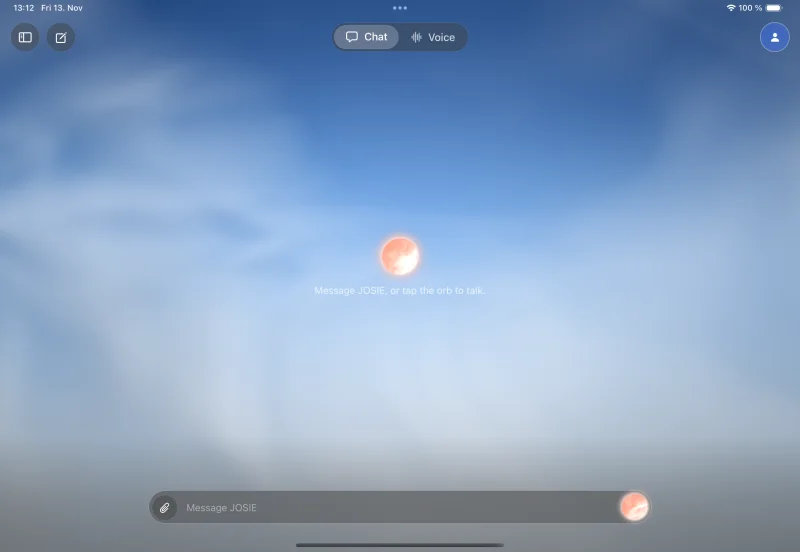 13:12 Fri 13. Nov
100 %
Chat
Voice
Message JOSIE, or tap the orb to talk.
Message JOSIE